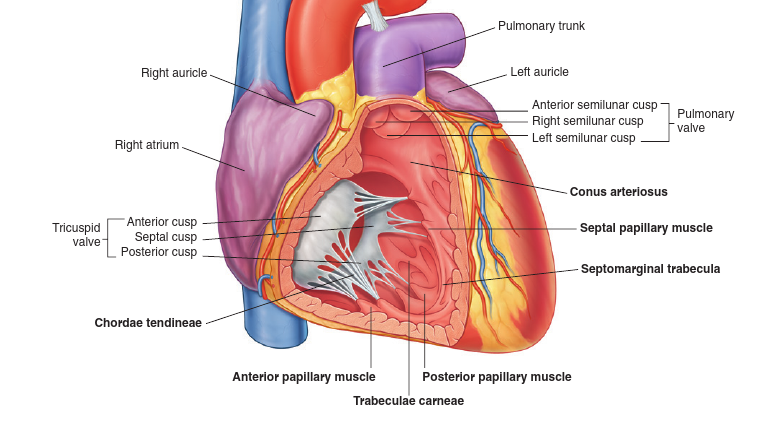 Pulmonary trunk
Right auricle
Left auricle
Anterior semilunar cusp
Right semilunar cusp
Left semilunar cusp
Pulmonary
valve
Right atrium
Conus arteriosus
Tricuspid
valve
Anterior cusp
Septal cusp
Posterior cusp
Septal papillary muscle
Septomarginal trabecula
Chordae tendineae
Anterior papillary muscle
Posterior papillary muscle
Trabeculae carneae